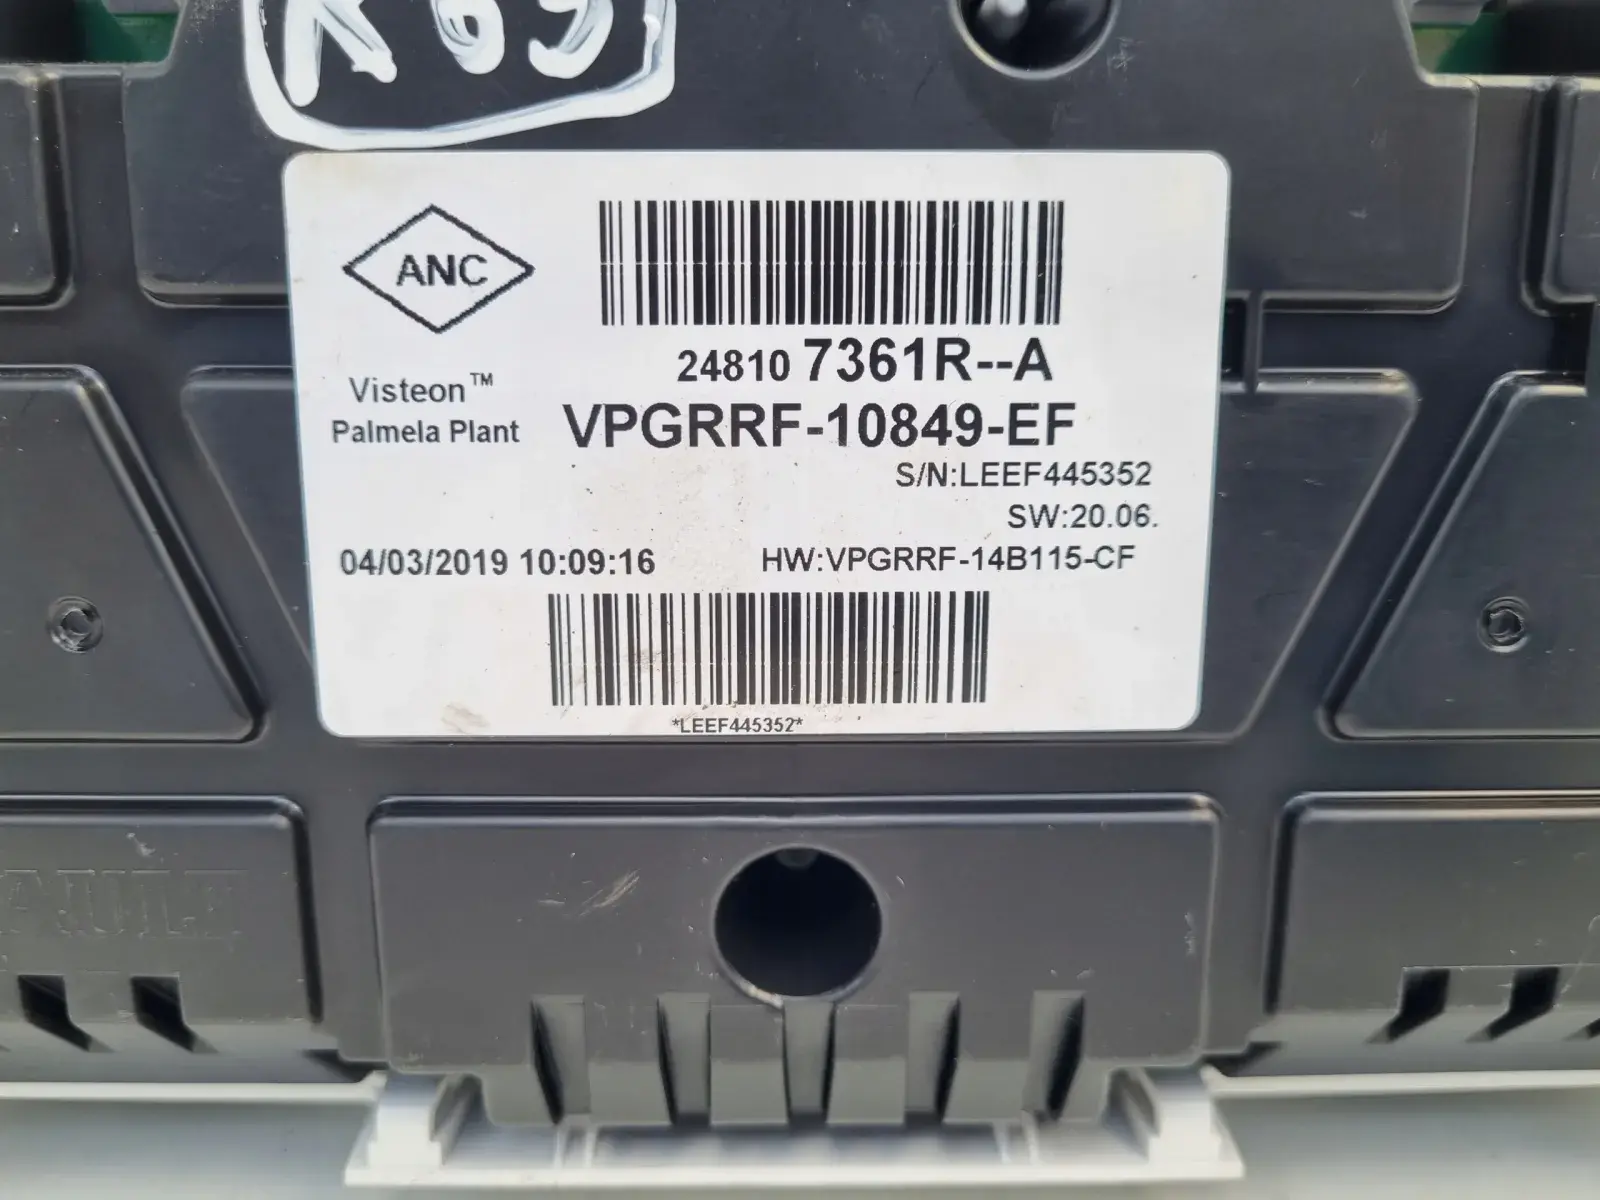 ANC
24810 7361R--A
Visteon™
Palmela Plant
VPGRRF-10849-EF
S/N:LEEF445352
SW:20.06.
04/03/2019 10:09:16
HW:VPGRRF-14B115-CF
*LEEF445352*